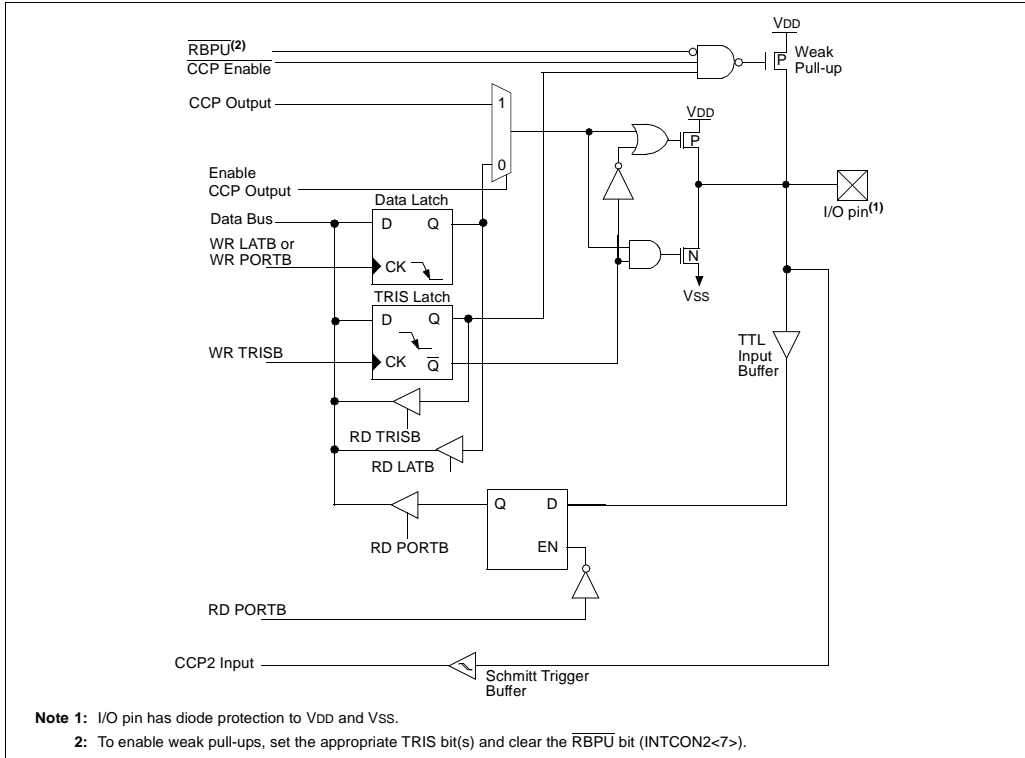 VDD
RBPU(2)
CCP Enable
P
Weak
Pull-up
CCP Output
1
0
VDD
P
Enable
CCP Output
I/O pin(1)
Data Bus
Data Latch
D Q
WR LATB or
WR PORTB
CK
N
VSS
TRIS Latch
D Q
WR TRISB
CK Q
TTL
Input
Buffer
RD TRISB
RD LATB
Q D
EN
RD PORTB
RD PORTB
CCP2 Input
Schmitt Trigger
Buffer
Note 1: I/O pin has diode protection to VDD and VSS.
2: To enable weak pull-ups, set the appropriate TRIS bit(s) and clear the RBPU bit (INTCON2<7>).